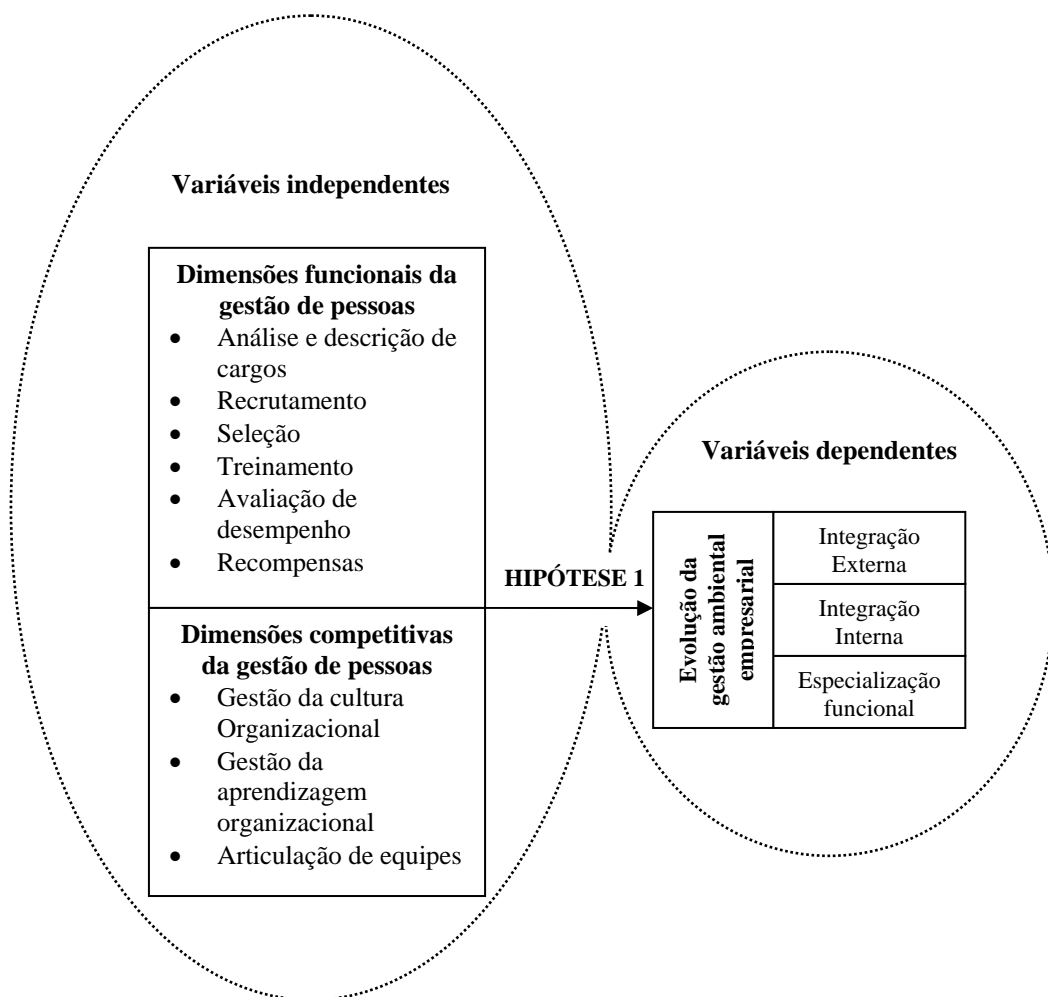 Variáveis independentes
Dimensões funcionais da
gestão de pessoas
• Análise e descrição de
cargos
• Recrutamento
• Seleção
• Treinamento
• Avaliação de
desempenho
• Recompensas
Dimensões competitivas
da gestão de pessoas
• Gestão da cultura
Organizacional
• Gestão da
aprendizagem
organizacional
• Articulação de equipes
HIPÓTESE 1
Variáveis dependentes
Evolução da
gestão ambiental
empresarial
Integração
Externa
Integração
Interna
Especialização
funcional